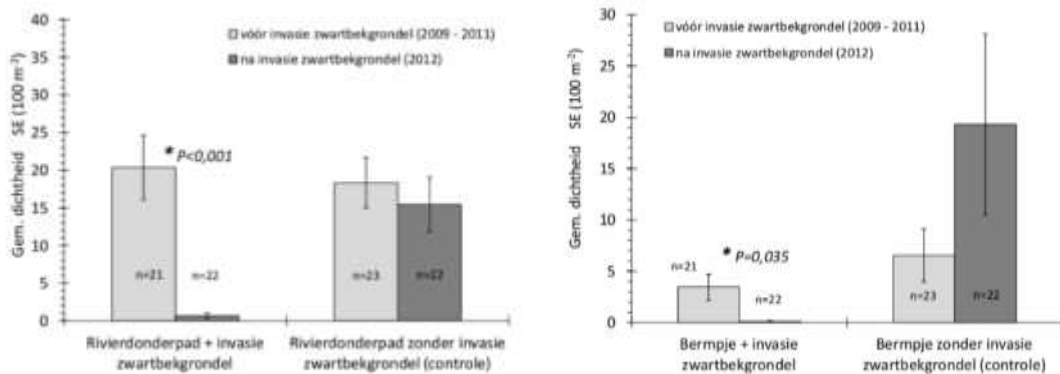 40
35
30
25
20
15
10
5
0
Gem. dichtheid SE (100 m⁻²)
vóór invasie zwartbekgrondel (2009 - 2011)
na invasie zwartbekgrondel (2012)
* P<0,001
n=21
n=22
n=23
n=22
Rivierdonderpad + invasie
zwartbekgrondel
Rivierdonderpad zonder invasie
zwartbekgrondel (controle)
30
25
20
15
10
5
0
Gem. dichtheid SE (100 m⁻²)
vóór invasie zwartbekgrondel (2009 - 2011)
na invasie zwartbekgrondel (2012)
* P=0,035
n=21
n=22
n=23
n=22
Bermpje + invasie
zwartbekgrondel
Bermpje zonder invasie
zwartbekgrondel (controle)